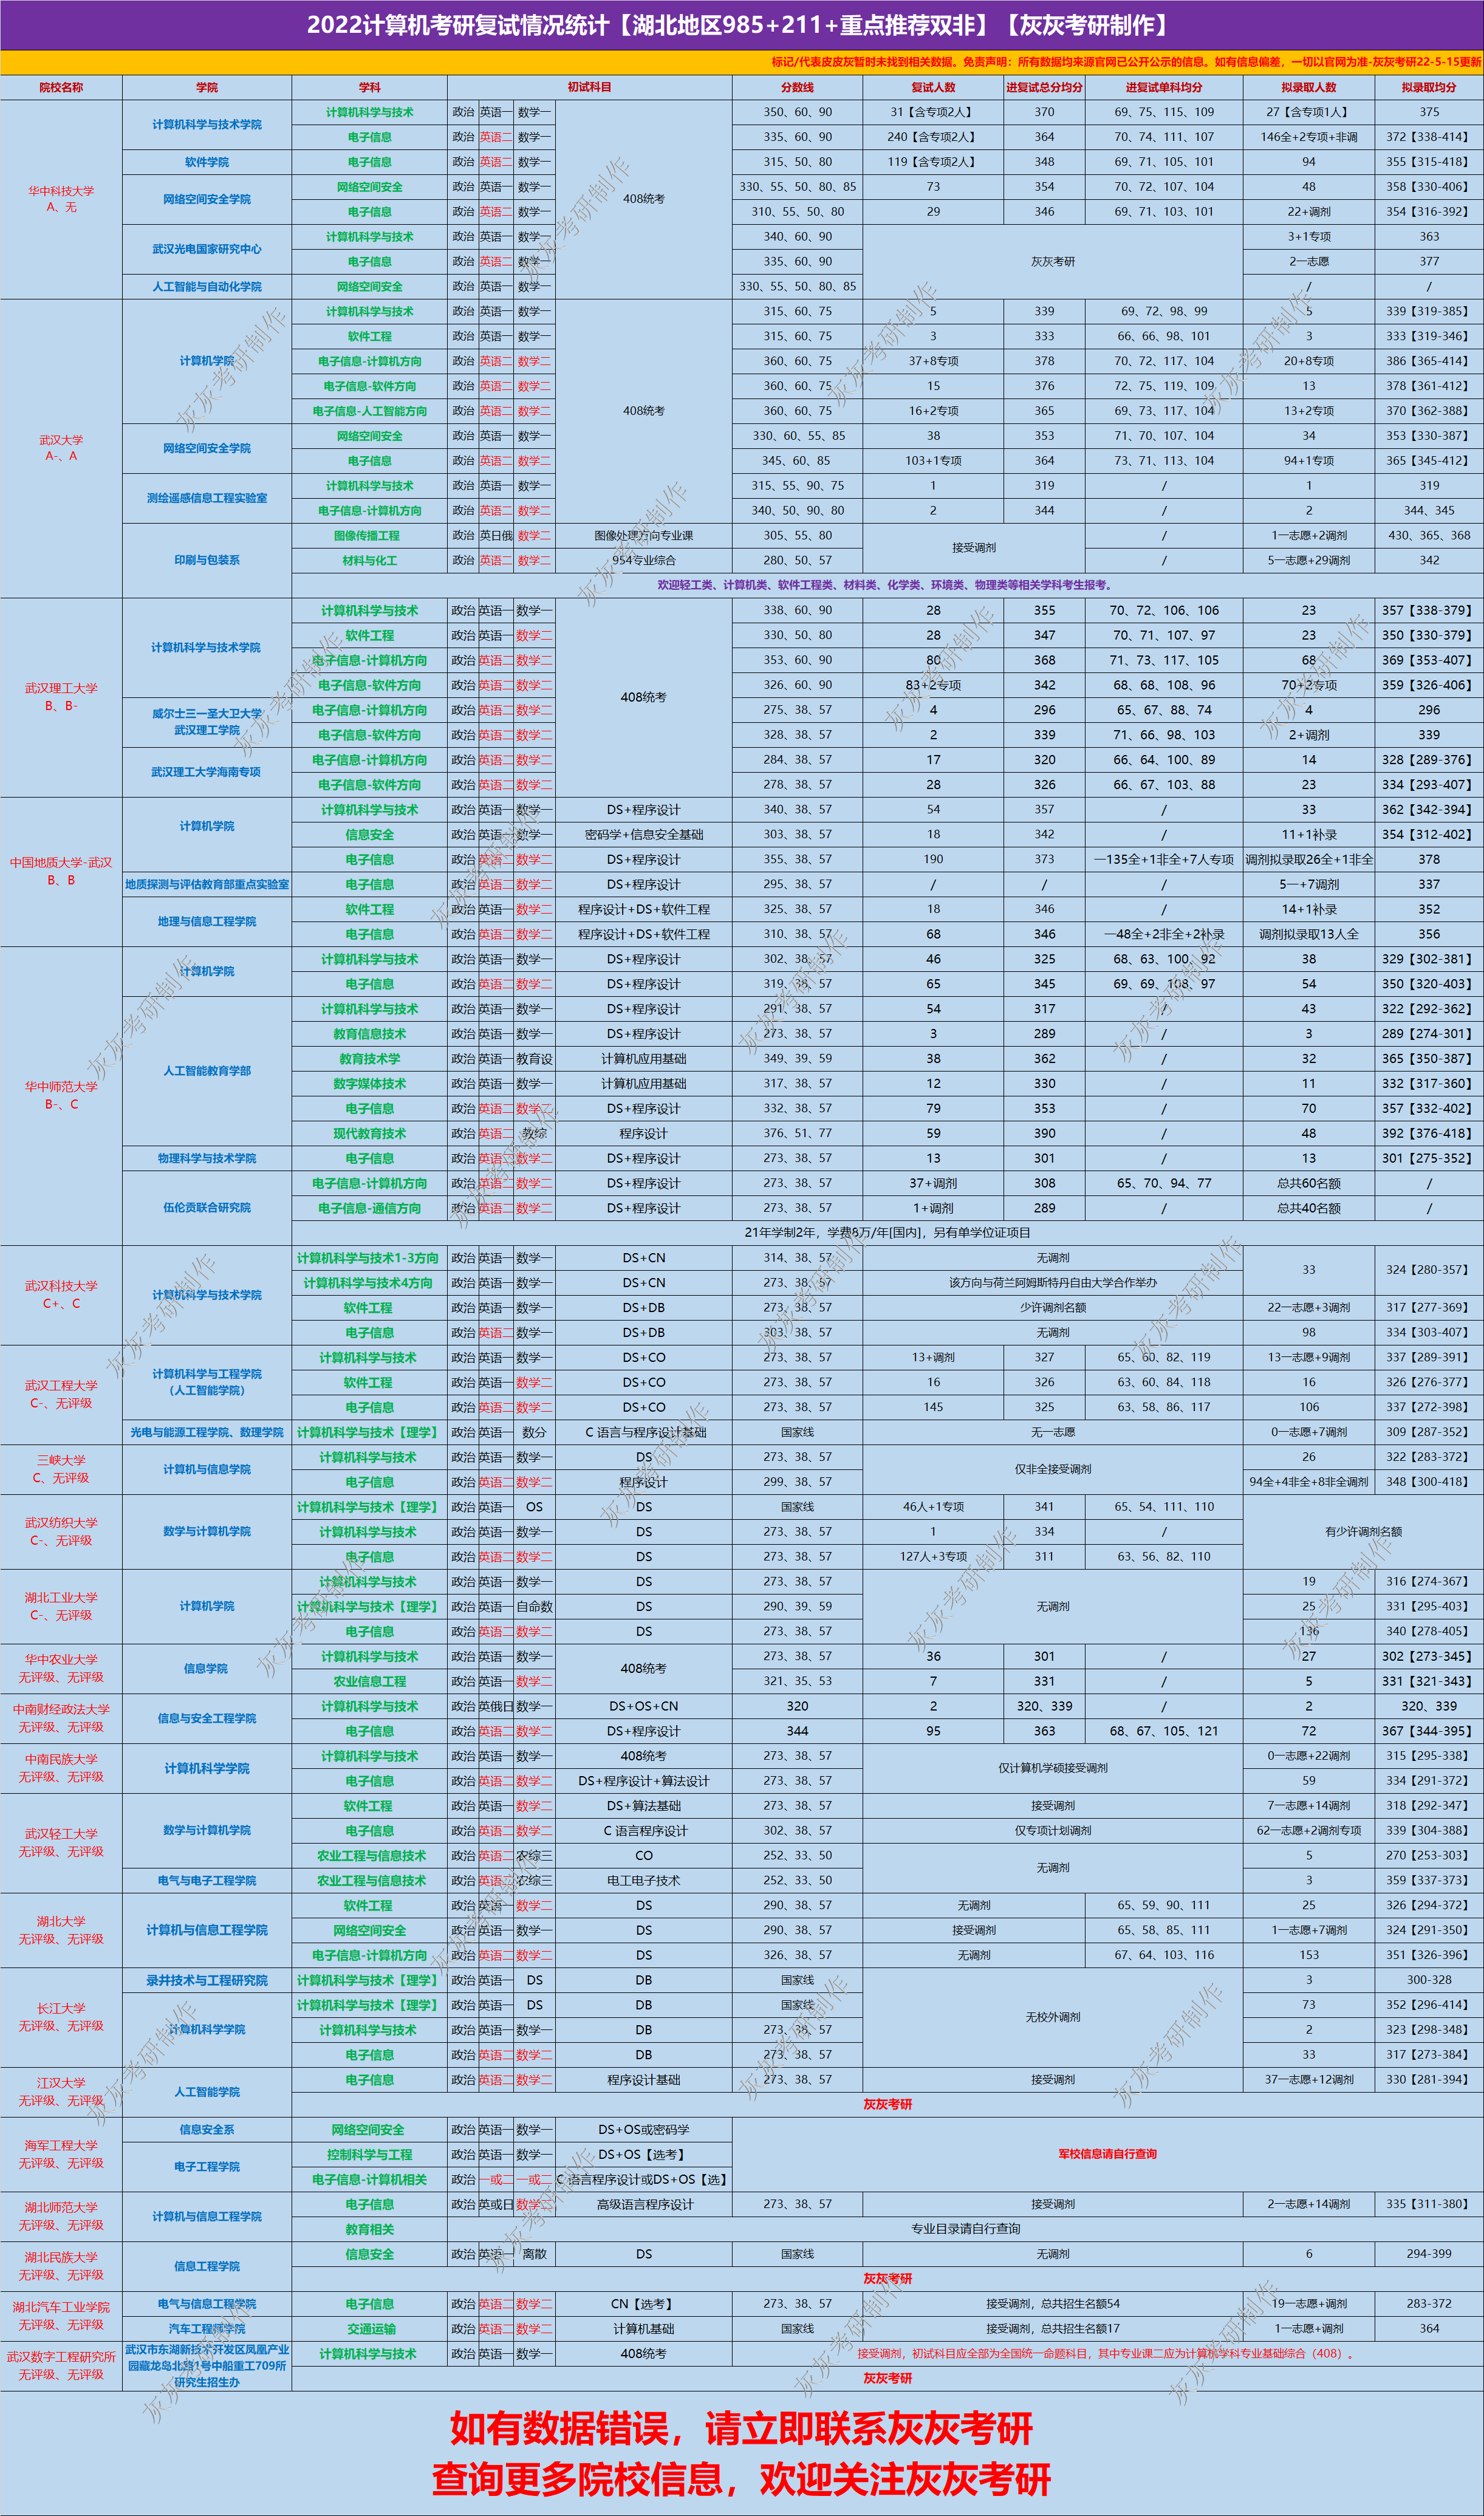 2022计算机考研复试情况统计【湖北地区985+211+重点推荐双非】【灰灰考研制作】
标记/代表皮皮灰暂时未找到相关数据。免责声明：所有数据均来源官网已公开公示的信息。如有信息偏差，一切以官网为准-灰灰考研22-5-15更新
院校名称 学院 学科 初试科目 分数线 复试人数 进复试总分均分 进复试单科均分 拟录取人数 拟录取均分
华中科技大学
A、无
计算机科学与技术学院 计算机科学与技术 政治 英语一 数学一 408统考 350、60、90 31【含专项2人】 370 69、75、115、109 27【含专项1人】 375
电子信息 政治 英语二 数学一 335、60、90 240【含专项2人】 364 70、74、111、107 146全+2专项+非调 372【338-414】
软件学院 电子信息 政治 英语二 数学一 315、50、80 119【含专项2人】 348 69、71、105、101 94 355【315-418】
网络空间安全学院 网络空间安全 政治 英语一 数学一 330、55、50、80、85 73 354 70、72、107、104 48 358【330-406】
电子信息 政治 英语二 数学一 310、55、50、80 29 346 69、71、103、101 22+调剂 354【316-392】
武汉光电国家研究中心 计算机科学与技术 政治 英语一 数学一 340、60、90 灰灰考研 3+1专项 363
电子信息 政治 英语二 数学一 335、60、90 2一志愿 377
人工智能与自动化学院 网络空间安全 政治 英语一 数学一 330、55、50、80、85 / /
武汉大学
A-、A
计算机学院 计算机科学与技术 政治 英语一 数学一 408统考 315、60、75 5 339 69、72、98、99 5 339【319-385】
软件工程 政治 英语一 数学一 315、60、75 3 333 66、66、98、101 3 333【319-346】
电子信息-计算机方向 政治 英语二 数学二 360、60、75 37+8专项 378 70、72、117、104 20+8专项 386【365-414】
电子信息-软件方向 政治 英语二 数学二 360、60、75 15 376 72、75、119、109 13 378【361-412】
电子信息-人工智能方向 政治 英语二 数学二 360、60、75 16+2专项 365 69、73、117、104 13+2专项 370【362-388】
网络空间安全学院 网络空间安全 政治 英语一 数学一 330、60、55、85 38 353 71、70、107、104 34 353【330-387】
电子信息 政治 英语二 数学二 345、60、85 103+1专项 364 73、71、113、104 94+1专项 365【345-412】
测绘遥感信息工程实验室 计算机科学与技术 政治 英语一 数学一 315、55、90、75 1 319 / 1 319
电子信息-计算机方向 政治 英语二 数学二 340、50、90、80 2 344 / 2 344、345
印刷与包装系 图像传播工程 政治 英日俄 数学二 图像处理方向专业课 305、55、80 接受调剂 / 1一志愿+2调剂 430、365、368
材料与化工 政治 英语二 数学二 954专业综合 280、50、57 / 5一志愿+29调剂 342
欢迎轻工类、计算机类、软件工程类、材料类、化学类、环境类、物理类等相关学科考生报考。
武汉理工大学
B、B-
计算机科学与技术学院 计算机科学与技术 政治 英语一 数学一 408统考 338、60、90 28 355 70、72、106、106 23 357【338-379】
软件工程 政治 英语一 数学二 330、50、80 28 347 70、71、107、97 23 350【330-379】
电子信息-计算机方向 政治 英语二 数学二 353、60、90 80 368 71、73、117、105 68 369【353-407】
电子信息-软件方向 政治 英语二 数学二 326、60、90 83+2专项 342 68、68、108、96 70+2专项 359【326-406】
威尔士三一圣大卫大学
武汉理工学院
电子信息-计算机方向 政治 英语二 数学二 275、38、57 4 296 65、67、88、74 4 296
电子信息-软件方向 政治 英语二 数学二 328、38、57 2 339 71、66、98、103 2+调剂 339
武汉理工大学海南专项 电子信息-计算机方向 政治 英语二 数学二 284、38、57 17 320 66、64、100、89 14 328【289-376】
电子信息-软件方向 政治 英语二 数学二 278、38、57 28 326 66、67、103、88 23 334【293-407】
中国地质大学-武汉
B、B
计算机学院 计算机科学与技术 政治 英语一 数学一 DS+程序设计 340、38、57 54 357 / 33 362【342-394】
信息安全 政治 英语一 数学一 密码学+信息安全基础 303、38、57 18 342 / 11+1补录 354【312-402】
电子信息 政治 英语二 数学二 DS+程序设计 355、38、57 190 373 一135全+1非全+7人专项 调剂拟录取26全+1非全 378
地质探测与评估教育部重点实验室 电子信息 政治 英语二 数学二 DS+程序设计 295、38、57 / / / 5一+7调剂 337
地理与信息工程学院 软件工程 政治 英语一 数学二 程序设计+DS+软件工程 325、38、57 18 346 / 14+1补录 352
电子信息 政治 英语二 数学二 程序设计+DS+软件工程 310、38、57 68 346 一48全+2非全+2补录 调剂拟录取13人全 356
华中师范大学
B-、C
计算机学院 计算机科学与技术 政治 英语一 数学一 DS+程序设计 302、38、57 46 325 68、63、100、92 38 329【302-381】
电子信息 政治 英语二 数学二 DS+程序设计 319、38、57 65 345 69、69、108、97 54 350【320-403】
人工智能教育学部 计算机科学与技术 政治 英语一 数学一 DS+程序设计 291、38、57 54 317 / 43 322【292-362】
教育信息技术 政治 英语一 数学一 DS+程序设计 273、38、57 3 289 / 3 289【274-301】
教育技术学 政治 英语一 教育设 计算机应用基础 349、39、59 38 362 / 32 365【350-387】
数字媒体技术 政治 英语一 数学一 计算机应用基础 317、38、57 12 330 / 11 332【317-360】
电子信息 政治 英语二 数学二 DS+程序设计 332、38、57 79 353 / 70 357【332-402】
现代教育技术 政治 英语二 教综 程序设计 376、51、77 59 390 / 48 392【376-418】
物理科学与技术学院 电子信息 政治 英语二 数学二 DS+程序设计 273、38、57 13 301 / 13 301【275-352】
伍伦贡联合研究院 电子信息-计算机方向 政治 英语二 数学二 DS+程序设计 273、38、57 37+调剂 308 65、70、94、77 总共60名额 /
电子信息-通信方向 政治 英语二 数学二 DS+程序设计 273、38、57 1+调剂 289 / 总共40名额 /
21年学制2年，学费8万/年[国内]，另有单学位证项目
武汉科技大学
C+、C
计算机科学与技术学院 计算机科学与技术1-3方向 政治 英语一 数学一 DS+CN 314、38、57 无调剂 33 324【280-357】
计算机科学与技术4方向 政治 英语一 数学一 DS+CN 273、38、57 该方向与荷兰阿姆斯特丹自由大学合作举办
软件工程 政治 英语一 数学一 DS+DB 273、38、57 少许调剂名额 22一志愿+3调剂 317【277-369】
电子信息 政治 英语二 数学一 DS+DB 303、38、57 无调剂 98 334【303-407】
武汉工程大学
C-、无评级
计算机科学与工程学院
（人工智能学院）
计算机科学与技术 政治 英语一 数学一 DS+CO 273、38、57 13+调剂 327 65、60、82、119 13一志愿+9调剂 337【289-391】
软件工程 政治 英语一 数学二 DS+CO 273、38、57 16 326 63、60、84、118 16 326【276-377】
电子信息 政治 英语二 数学二 DS+CO 273、38、57 145 325 63、58、86、117 106 337【272-398】
光电与能源工程学院、数理学院 计算机科学与技术【理学】 政治 英语一 数分 C 语言与程序设计基础 国家线 无一志愿 0一志愿+7调剂 309【287-352】
三峡大学
C、无评级
计算机与信息学院 计算机科学与技术 政治 英语一 数学一 DS 273、38、57 仅非全接受调剂 26 322【283-372】
电子信息 政治 英语二 数学二 程序设计 299、38、57 94全+4非全+8非全调剂 348【300-418】
武汉纺织大学
C-、无评级
数学与计算机学院 计算机科学与技术【理学】 政治 英语一 OS DS 国家线 46人+1专项 341 65、54、111、110 有少许调剂名额
计算机科学与技术 政治 英语一 数学一 DS 273、38、57 1 334 /
电子信息 政治 英语二 数学二 DS 273、38、57 127人+3专项 311 63、56、82、110
湖北工业大学
C-、无评级
计算机学院 计算机科学与技术 政治 英语一 数学一 DS 273、38、57 无调剂 19 316【274-367】
计算机科学与技术【理学】 政治 英语一 自命数 DS 290、39、59 25 331【295-403】
电子信息 政治 英语二 数学二 DS 273、38、57 136 340【278-405】
华中农业大学
无评级、无评级
信息学院 计算机科学与技术 政治 英语一 数学一 408统考 273、38、57 36 301 / 27 302【273-345】
农业信息工程 政治 英语一 数学二 321、35、53 7 331 / 5 331【321-343】
中南财经政法大学
无评级、无评级
信息与安全工程学院 计算机科学与技术 政治 英俄日 数学一 DS+OS+CN 320 2 320、339 / 2 320、339
电子信息 政治 英语二 数学二 DS+程序设计 344 95 363 68、67、105、121 72 367【344-395】
中南民族大学
无评级、无评级
计算机科学学院 计算机科学与技术 政治 英语一 数学一 408统考 273、38、57 仅计算机学硕接受调剂 0一志愿+22调剂 315【295-338】
电子信息 政治 英语二 数学二 DS+程序设计+算法设计 273、38、57 59 334【291-372】
武汉轻工大学
无评级、无评级
数学与计算机学院 软件工程 政治 英语一 数学二 DS+算法基础 273、38、57 接受调剂 7一志愿+14调剂 318【292-347】
电子信息 政治 英语二 数学二 C 语言程序设计 302、38、57 仅专项计划调剂 62一志愿+2调剂专项 339【304-388】
农业工程与信息技术 政治 英语二 农综三 CO 252、33、50 无调剂 5 270【253-303】
电气与电子工程学院 农业工程与信息技术 政治 英语二 农综三 电工电子技术 252、33、50 3 359【337-373】
湖北大学
无评级、无评级
计算机与信息工程学院 软件工程 政治 英语一 数学二 DS 290、38、57 无调剂 65、59、90、111 25 326【294-372】
网络空间安全 政治 英语一 数学一 DS 290、38、57 接受调剂 65、58、85、111 1一志愿+7调剂 324【291-350】
电子信息-计算机方向 政治 英语二 数学二 DS 326、38、57 无调剂 67、64、103、116 153 351【326-396】
长江大学
无评级、无评级
录井技术与工程研究院 计算机科学与技术【理学】 政治 英语一 DS DB 国家线 无校外调剂 3 300-328
计算机科学学院 计算机科学与技术【理学】 政治 英语一 DS DB 国家线 73 352【296-414】
计算机科学与技术 政治 英语一 数学一 DB 273、38、57 2 323【298-348】
电子信息 政治 英语二 数学二 DB 273、38、57 33 317【273-384】
江汉大学
无评级、无评级
人工智能学院 电子信息 政治 英语二 数学二 程序设计基础 273、38、57 接受调剂 37一志愿+12调剂 330【281-394】
灰灰考研
海军工程大学
无评级、无评级
信息安全系 网络空间安全 政治 英语一 数学一 DS+OS或密码学 军校信息请自行查询
电子工程学院 控制科学与工程 政治 英语一 数学一 DS+OS【选考】
电子信息-计算机相关 政治 一或二 一或二 C 语言程序设计或DS+OS【选】
湖北师范大学
无评级、无评级
计算机与信息工程学院 电子信息 政治 英或日 数学二 高级语言程序设计 273、38、57 接受调剂 2一志愿+14调剂 335【311-380】
教育相关 专业目录请自行查询
湖北民族大学
无评级、无评级
信息工程学院 信息安全 政治 英语一 离散 DS 国家线 无调剂 6 294-399
灰灰考研
湖北汽车工业学院
无评级、无评级
电气与信息工程学院 电子信息 政治 英语二 数学二 CN【选考】 273、38、57 接受调剂，总共招生名额54 19一志愿+调剂 283-372
汽车工程师学院 交通运输 政治 英语二 数学二 计算机基础 国家线 接受调剂，总共招生名额17 1一志愿+调剂 364
武汉数字工程研究所
无评级、无评级
武汉市东湖新技术开发区凤凰产业
园藏龙岛北路1号中船重工709所
研究生招生办
计算机科学与技术 政治 英语一 数学一 408统考 接受调剂，初试科目应全部为全国统一命题科目，其中专业课二应为计算机学科专业基础综合（408）。
灰灰考研
如有数据错误，请立即联系灰灰考研
查询更多院校信息，欢迎关注灰灰考研